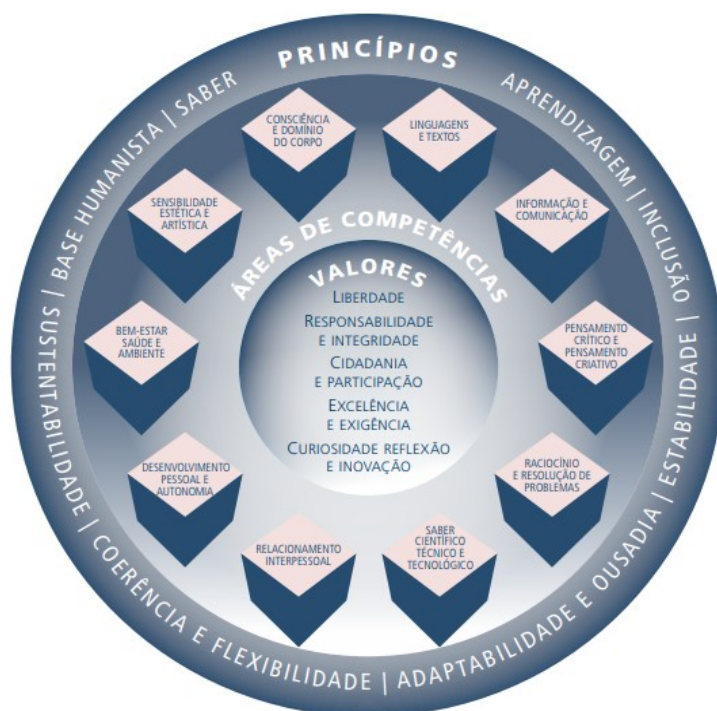 PRINCÍPIOS
SUSTENTABILIDADE | BASE HUMANISTA | SABER
APRENDIZAGEM | INCLUSÃO | ESTABILIDADE |
COERÊNCIA E FLEXIBILIDADE | ADAPTABILIDADE E OUSADIA |
ÁREAS DE COMPETÊNCIAS
CONSCIÊNCIA
E DOMÍNIO
DO CORPO
LINGUAGENS
E TEXTOS
INFORMAÇÃO E
COMUNICAÇÃO
PENSAMENTO
CRÍTICO E
PENSAMENTO
CRIATIVO
RACIOCÍNIO
E RESOLUÇÃO DE
PROBLEMAS
SABER
CIENTÍFICO
TÉCNICO E
TECNOLÓGICO
RELACIONAMENTO
INTERPESSOAL
DESENVOLVIMENTO
PESSOAL E
AUTONOMIA
BEM-ESTAR
SAÚDE E
AMBIENTE
SENSIBILIDADE
ESTÉTICA E
ARTÍSTICA
VALORES
LIBERDADE
RESPONSABILIDADE
E INTEGRIDADE
CIDADANIA
E PARTICIPAÇÃO
EXCELÊNCIA
E EXIGÊNCIA
CURIOSIDADE REFLEXÃO
E INOVAÇÃO